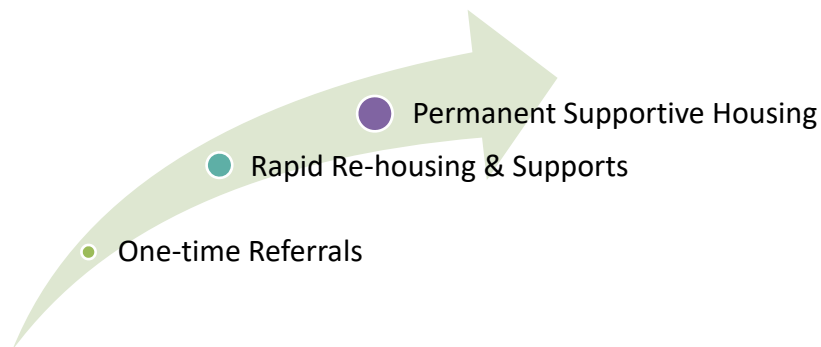 Permanent Supportive Housing
Rapid Re-housing & Supports
One-time Referrals